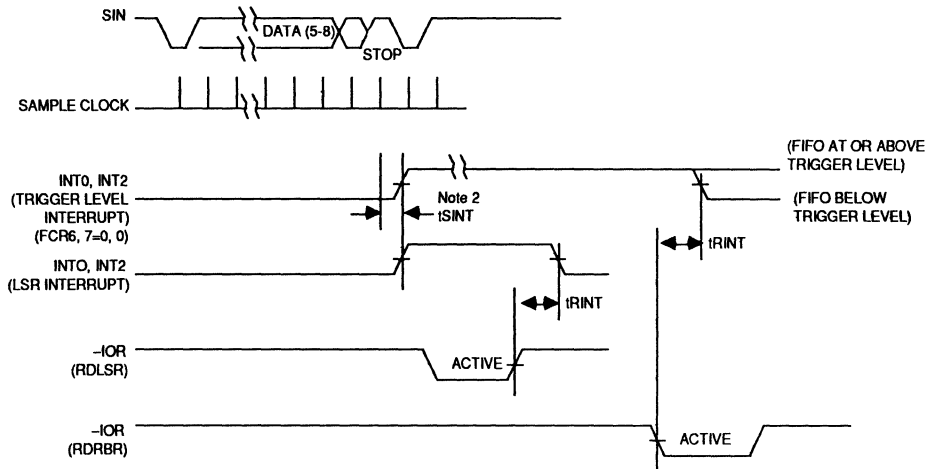 SIN
DATA (5-8)
STOP
SAMPLE CLOCK
INT0, INT2
(TRIGGER LEVEL
INTERRUPT)
(FCR6, 7=0, 0)
Note 2
tSINT
(FIFO AT OR ABOVE
TRIGGER LEVEL)
(FIFO BELOW
TRIGGER LEVEL)
tRINT
INTO, INT2
(LSR INTERRUPT)
tRINT
–IOR
(RDLSR)
ACTIVE
–IOR
(RDRBR)
ACTIVE